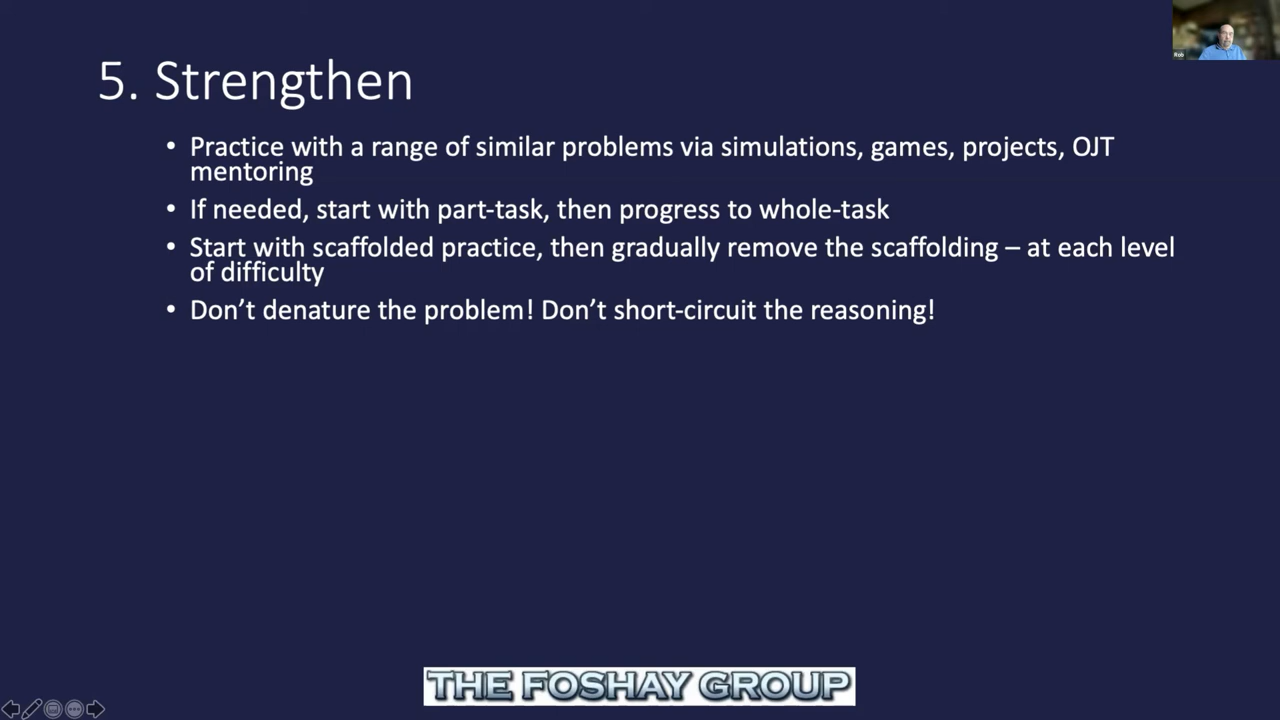 Rob
5. Strengthen
• Practice with a range of similar problems via simulations, games, projects, OJT
mentoring
• If needed, start with part-task, then progress to whole-task
• Start with scaffolded practice, then gradually remove the scaffolding – at each level
of difficulty
• Don’t denature the problem! Don’t short-circuit the reasoning!
THE FOSHAY GROUP